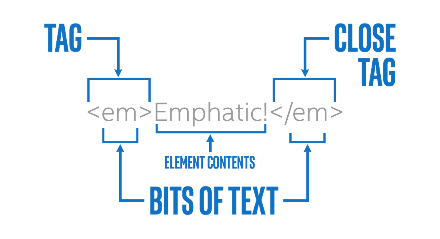 TAG
CLOSE
TAG
<em>Emphatic!</em>
ELEMENT CONTENTS
BITS OF TEXT